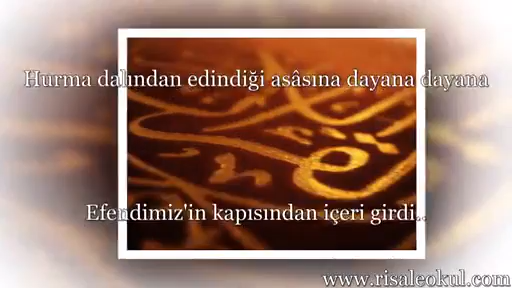 Hurma dalından edindiği asâsına dayana dayana
Efendimiz'in kapısından içeri girdi..
www.risaleokul.com